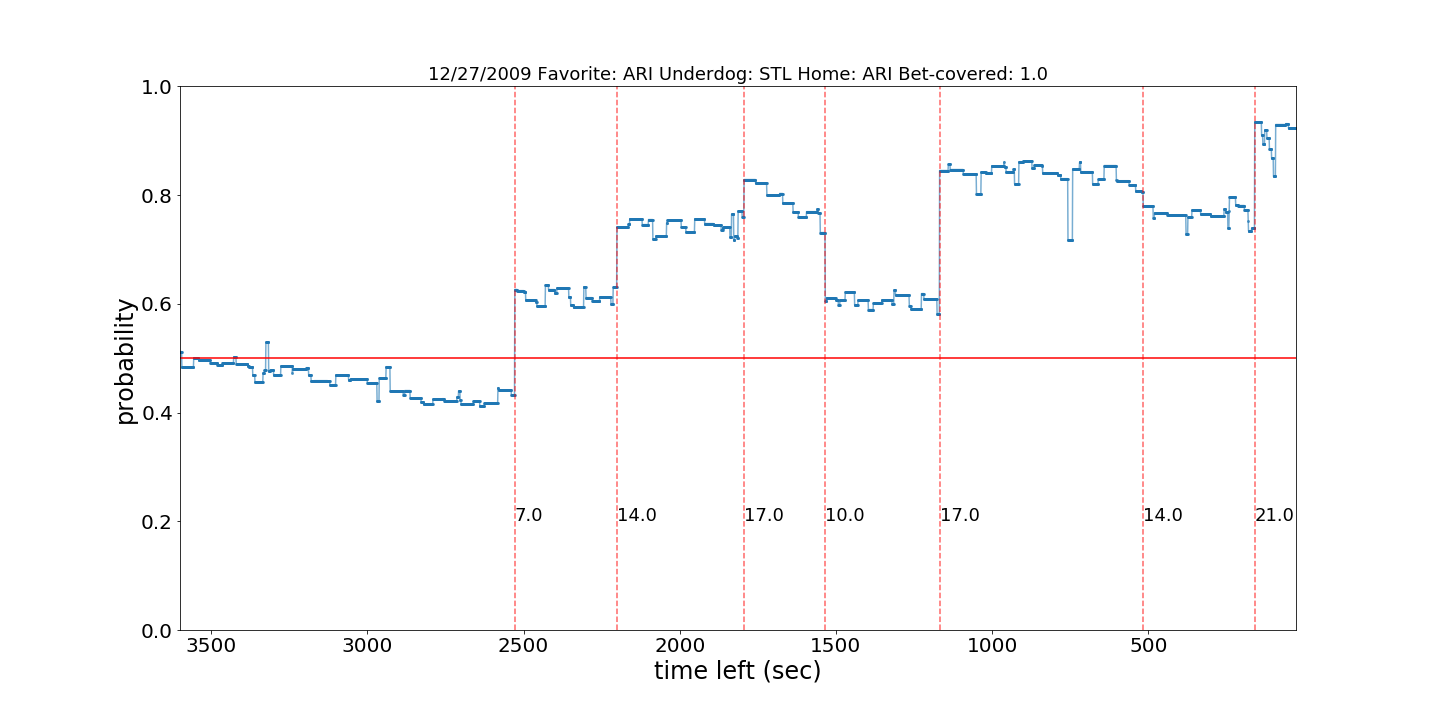 12/27/2009 Favorite: ARI Underdog: STL Home: ARI Bet-covered: 1.0
1.0
0.8
0.6
0.4
0.2
0.0
probability
7.0 14.0 17.0 10.0 17.0 14.0 21.0
3500 3000 2500 2000 1500 1000 500
time left (sec)